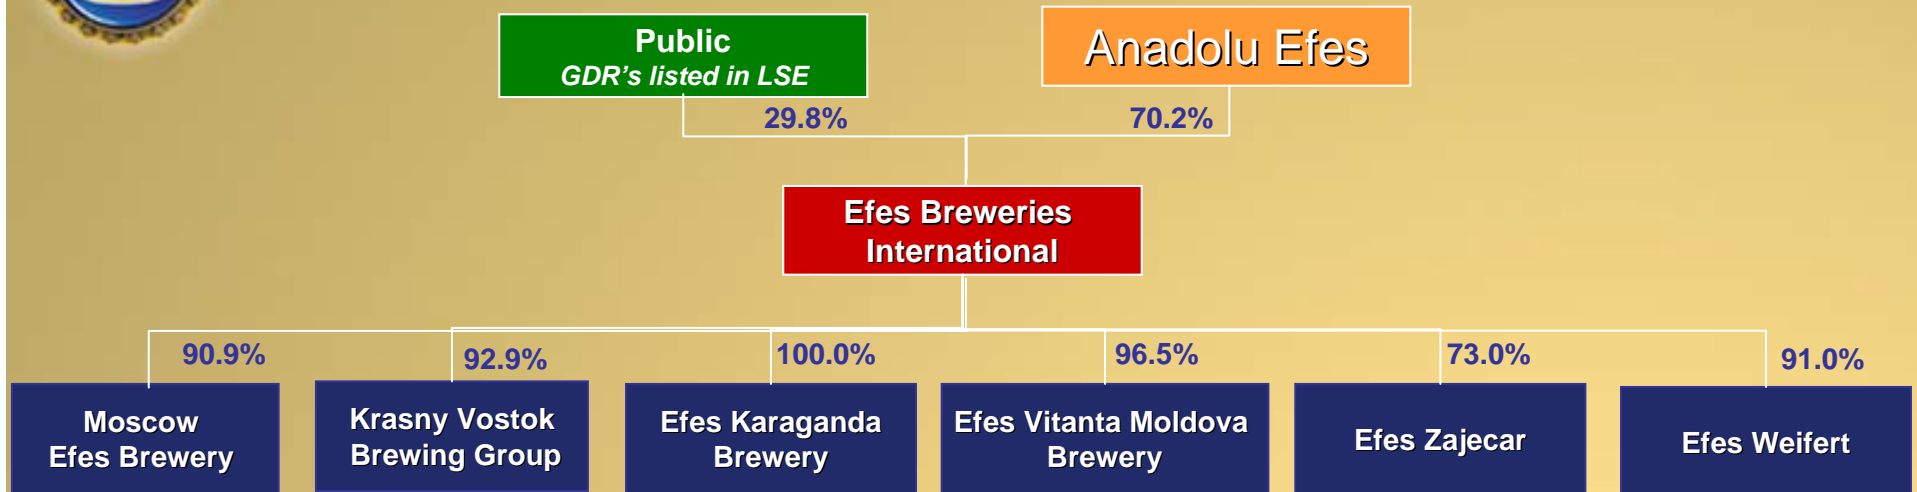 Public
GDR's listed in LSE
Anadolu Efes
29.8%
70.2%
Efes Breweries
International
90.9%
92.9%
100.0%
96.5%
73.0%
91.0%
Moscow
Efes Brewery
Krasny Vostok
Brewing Group
Efes Karaganda
Brewery
Efes Vitanta Moldova
Brewery
Efes Zajecar
Efes Weifert